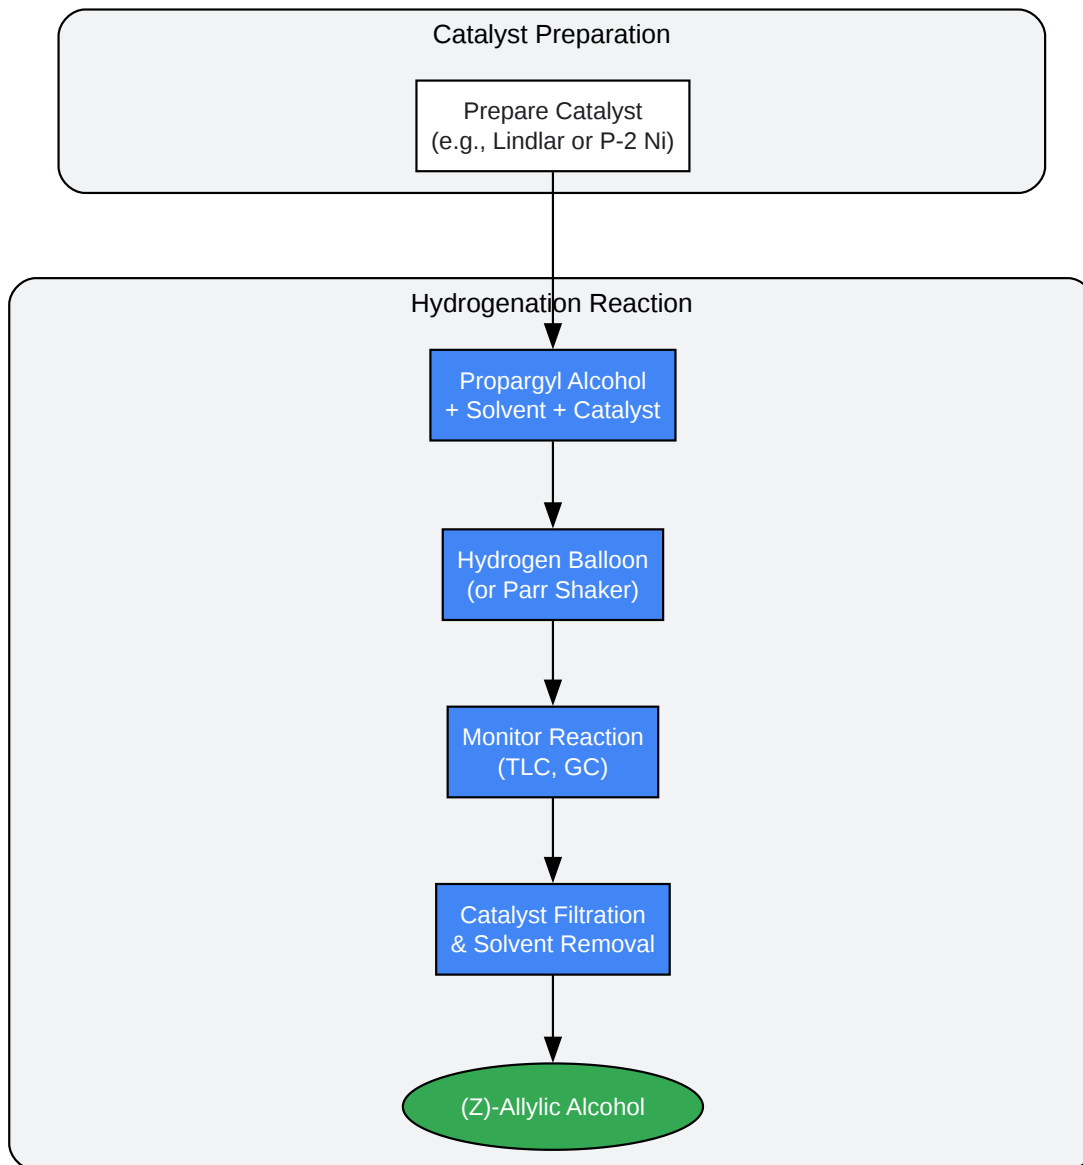 Catalyst Preparation
Prepare Catalyst
(e.g., Lindlar or P-2 Ni)
Hydrogenation Reaction
Propargyl Alcohol
+ Solvent + Catalyst
Hydrogen Balloon
(or Parr Shaker)
Monitor Reaction
(TLC, GC)
Catalyst Filtration
& Solvent Removal
(Z)-Allylic Alcohol